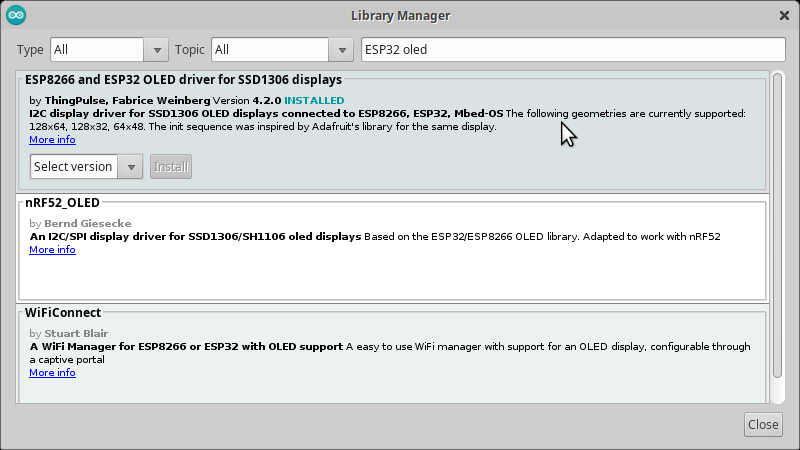 Library Manager
Type All Topic All ESP32 oled
ESP8266 and ESP32 OLED driver for SSD1306 displays
by ThingPulse, Fabrice Weinberg Version 4.2.0 INSTALLED
I2C display driver for SSD1306 OLED displays connected to ESP8266, ESP32, Mbed-OS The following geometries are currently supported:
128x64, 128x32, 64x48. The init sequence was inspired by Adafruit's library for the same display.
More info
Select version Install
nRF52_OLED
by Bernd Giesecke
An I2C/SPI display driver for SSD1306/SH1106 oled displays Based on the ESP32/ESP8266 OLED library. Adapted to work with nRF52
More info
WiFiConnect
by Stuart Blair
A WiFi Manager for ESP8266 or ESP32 with OLED support A easy to use WiFi manager with support for an OLED display, configurable through
a captive portal
More info
Close